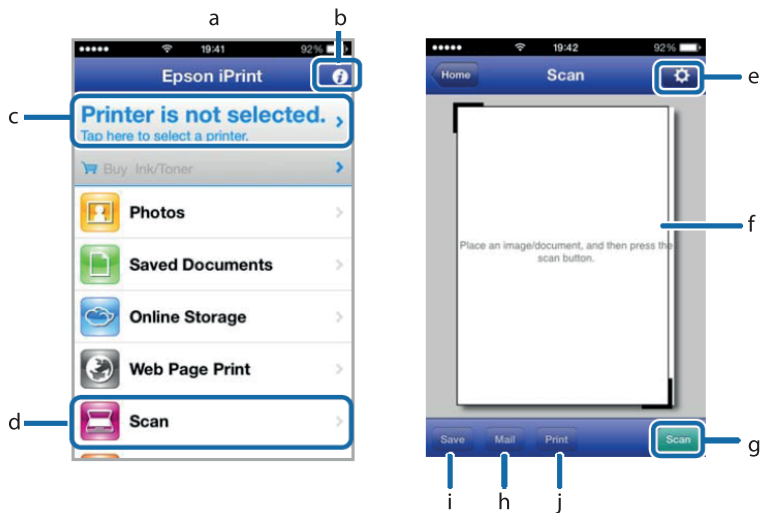 a
b
19:41 92%
Epson iPrint
c
Printer is not selected.
Tap here to select a printer.
Buy Ink/Toner
Photos
Saved Documents
Online Storage
Web Page Print
d
Scan
19:42 92%
Home Scan
e
f
Place an image/document, and then press the
scan button.
Save Mail Print Scan
g
i h j